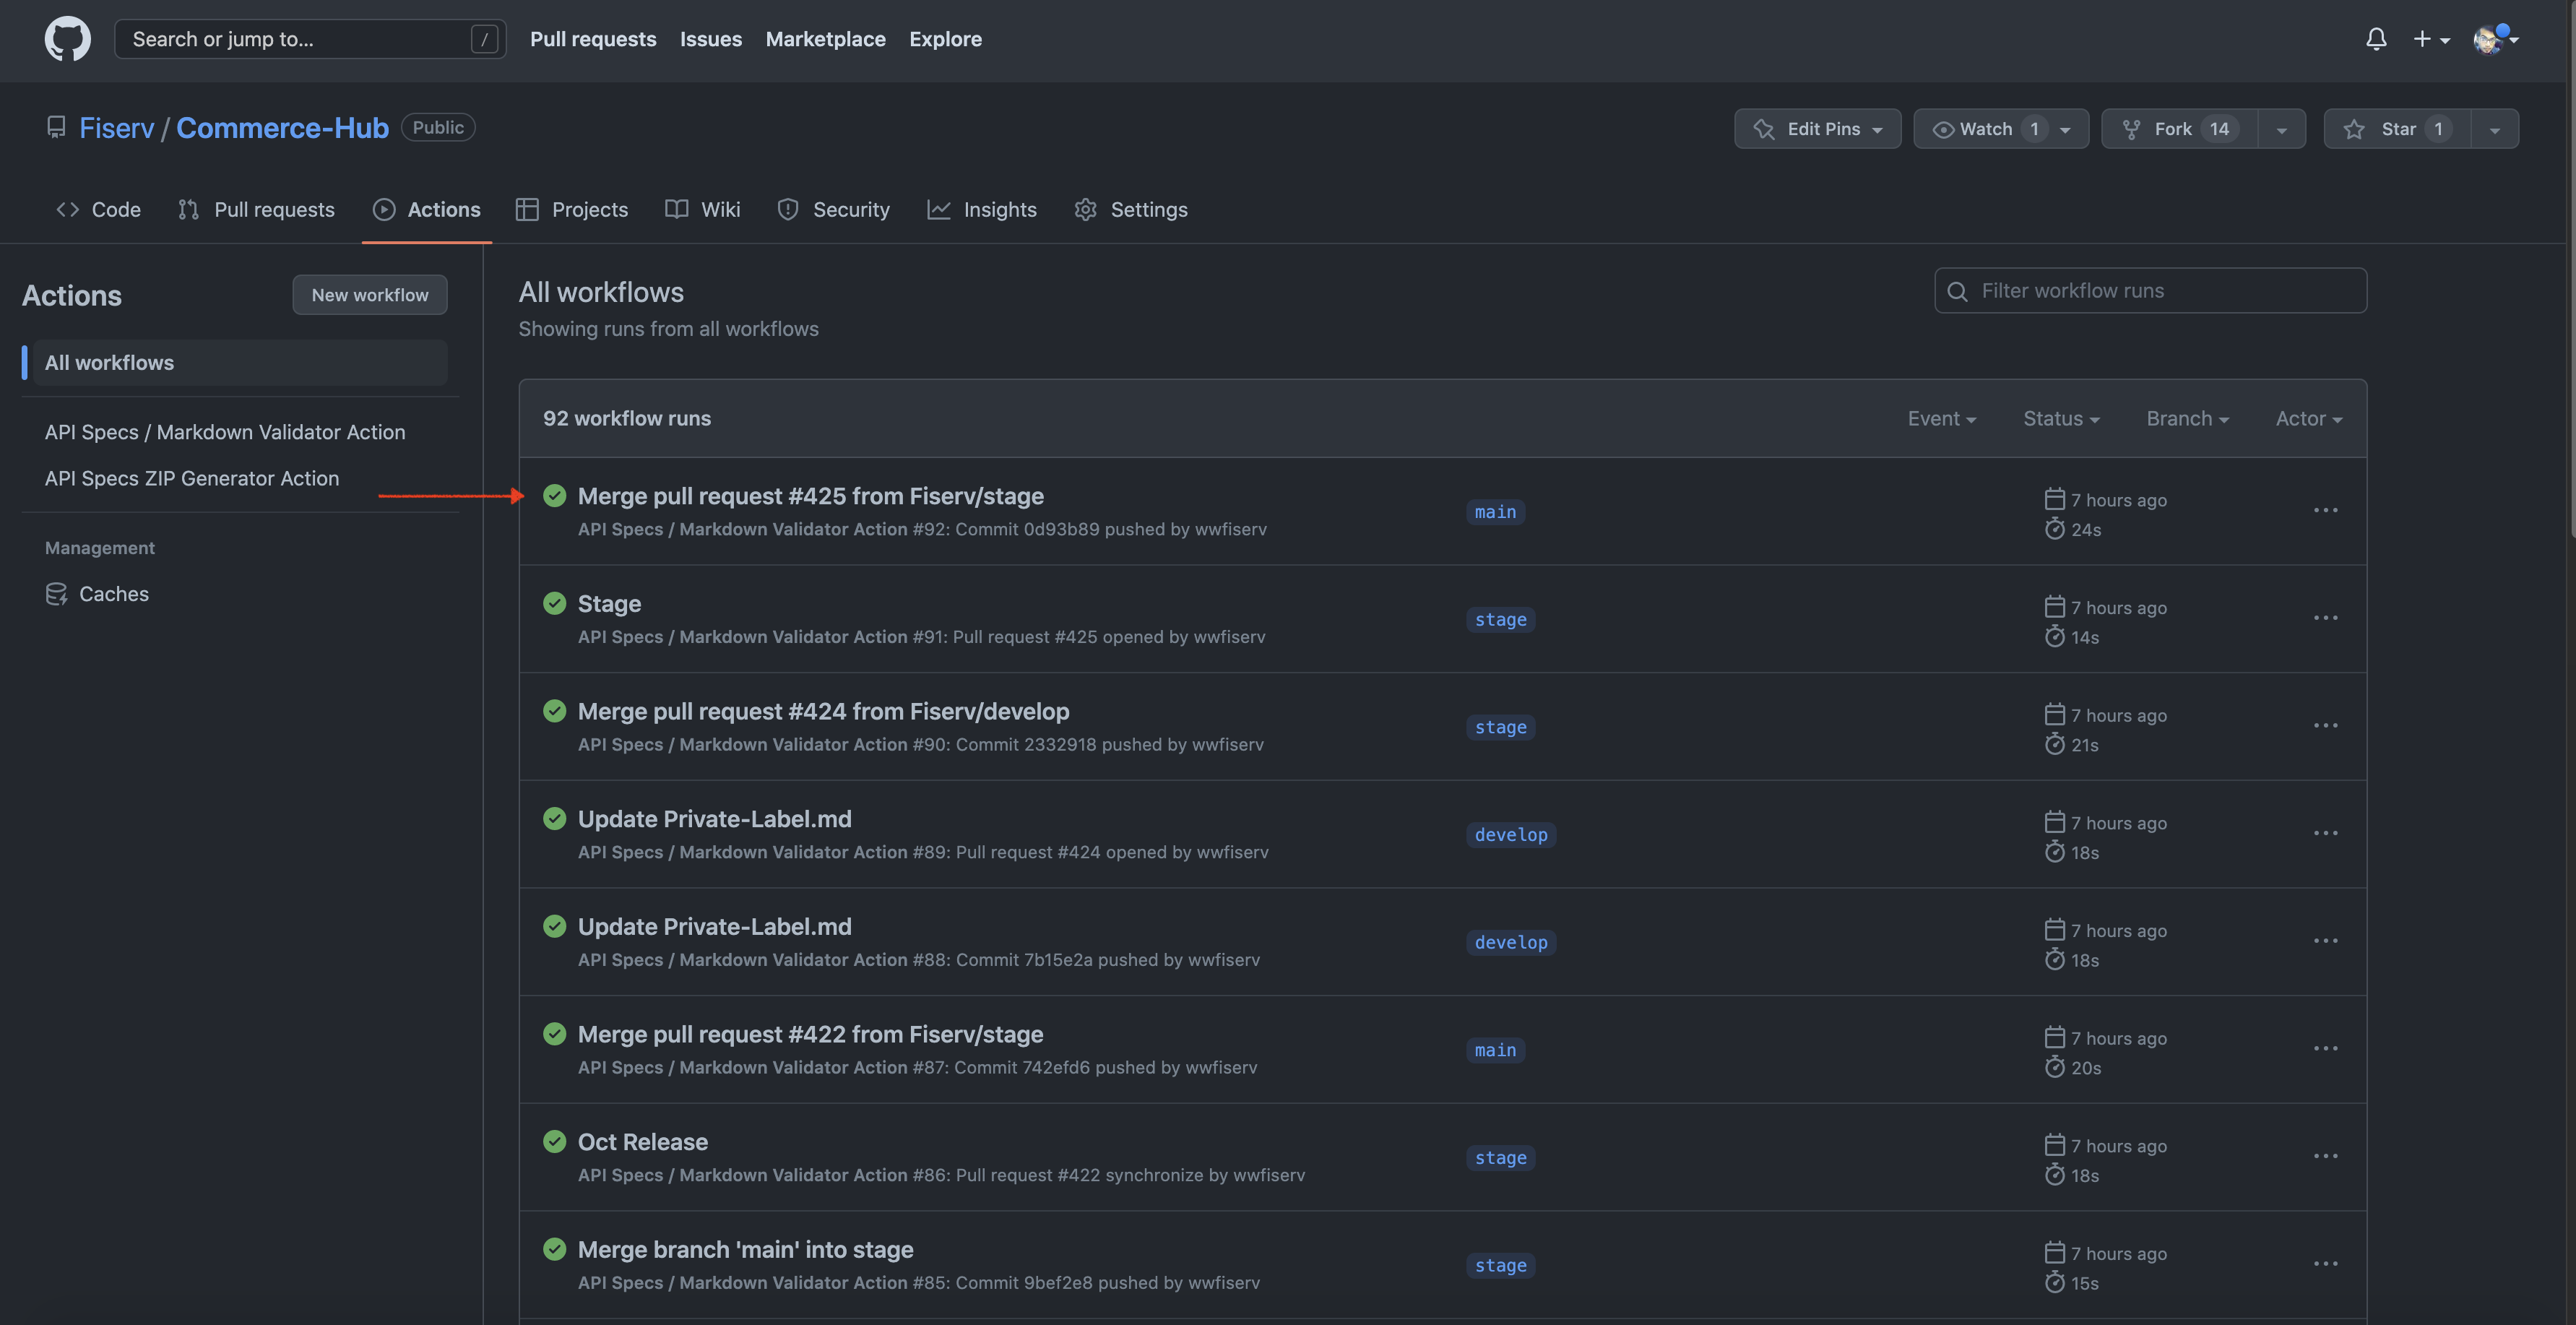 Search or jump to... /
Pull requests Issues Marketplace Explore
Fiserv / Commerce-Hub Public
Edit Pins Watch 1 Fork 14 Star 1
Code Pull requests Actions Projects Wiki Security Insights Settings
Actions
New workflow
All workflows
API Specs / Markdown Validator Action
API Specs ZIP Generator Action
Management
Caches
All workflows
Showing runs from all workflows
Filter workflow runs
92 workflow runs
Event Status Branch Actor
Merge pull request #425 from Fiserv/stage
API Specs / Markdown Validator Action #92: Commit 0d93b89 pushed by wwfiserv
main
7 hours ago
24s
Stage
API Specs / Markdown Validator Action #91: Pull request #425 opened by wwfiserv
stage
7 hours ago
14s
Merge pull request #424 from Fiserv/develop
API Specs / Markdown Validator Action #90: Commit 2332918 pushed by wwfiserv
stage
7 hours ago
21s
Update Private-Label.md
API Specs / Markdown Validator Action #89: Pull request #424 opened by wwfiserv
develop
7 hours ago
18s
Update Private-Label.md
API Specs / Markdown Validator Action #88: Commit 7b15e2a pushed by wwfiserv
develop
7 hours ago
18s
Merge pull request #422 from Fiserv/stage
API Specs / Markdown Validator Action #87: Commit 742efd6 pushed by wwfiserv
main
7 hours ago
20s
Oct Release
API Specs / Markdown Validator Action #86: Pull request #422 synchronize by wwfiserv
stage
7 hours ago
18s
Merge branch 'main' into stage
API Specs / Markdown Validator Action #85: Commit 9bef2e8 pushed by wwfiserv
stage
7 hours ago
15s